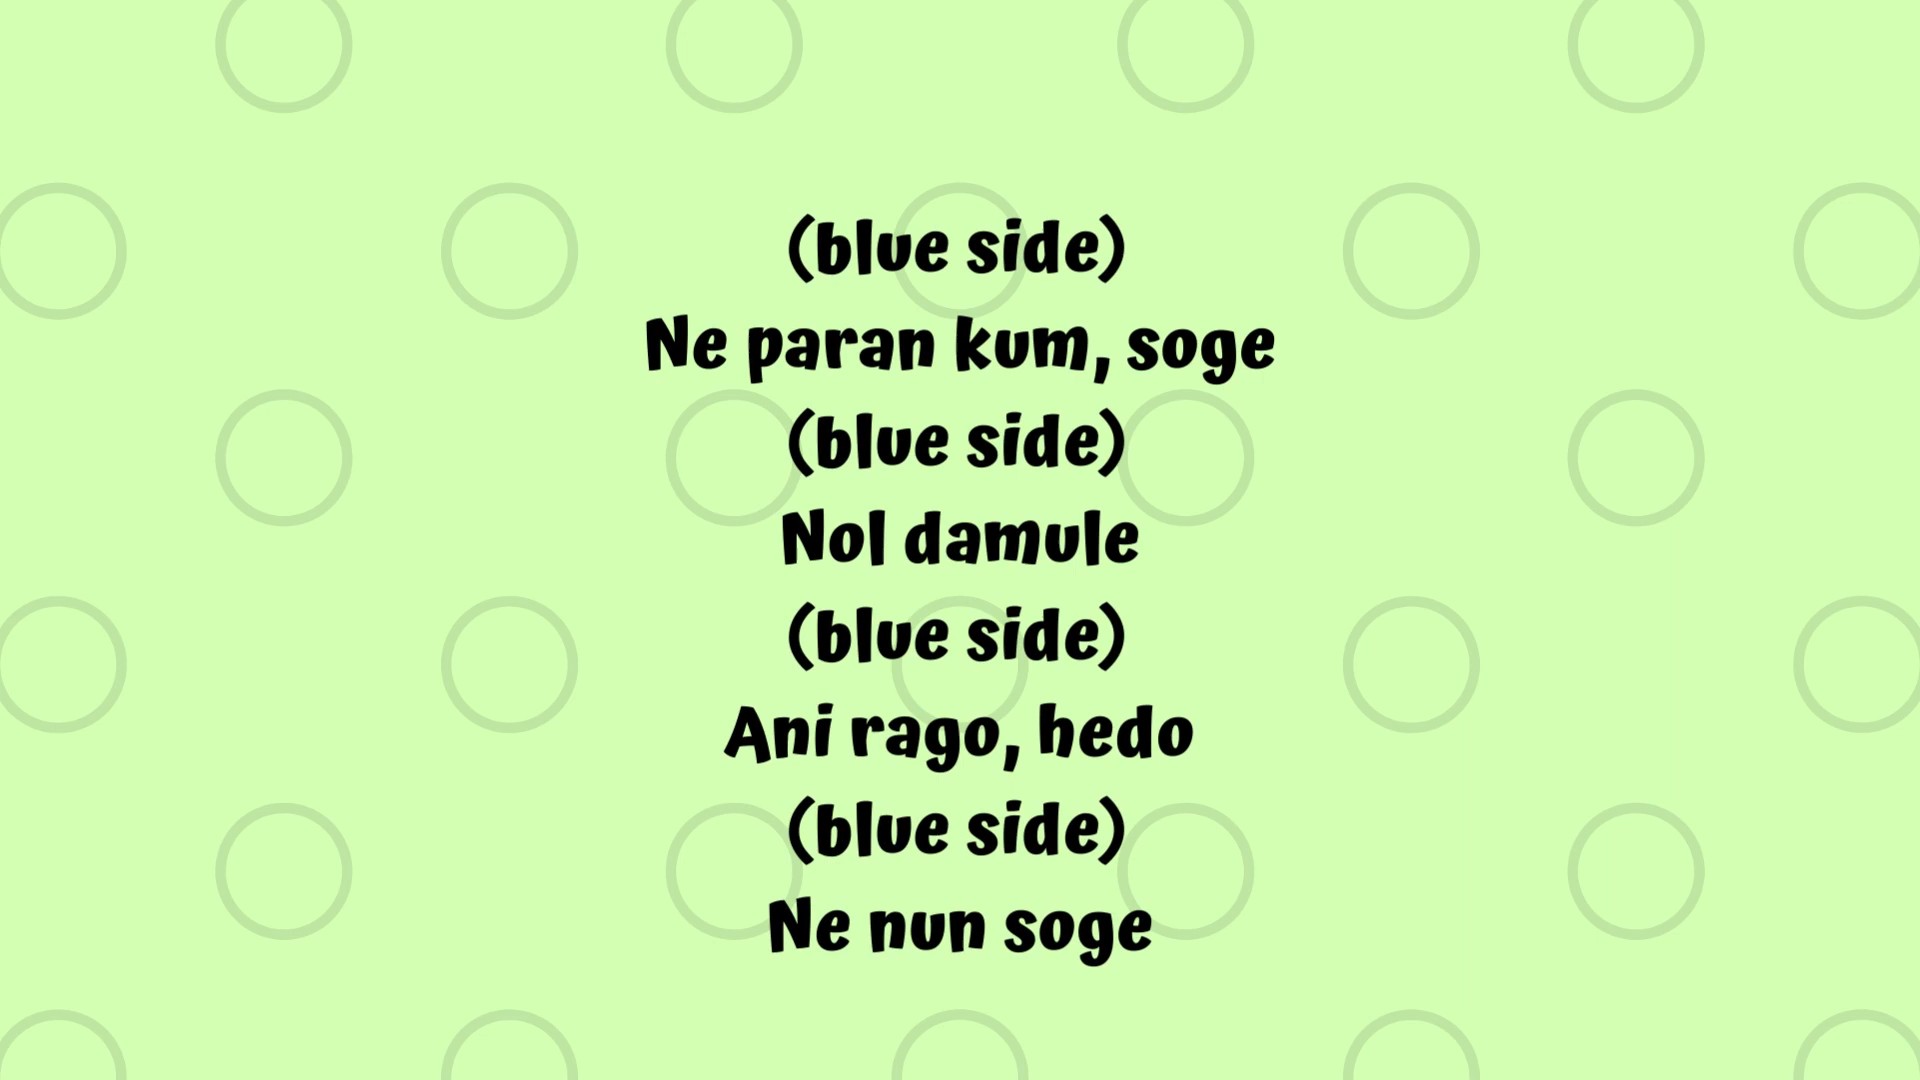 (blue side)
Ne paran kum, soge
(blue side)
Nol damule
(blue side)
Ani rago, hedo
(blue side)
Ne nun soge